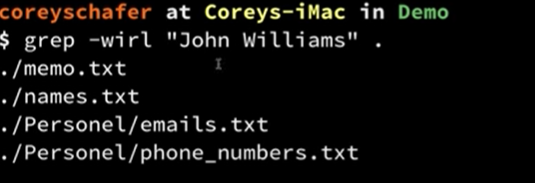 coreyschafer at Coreys-iMac in Demo
$ grep -wirl "John Williams" .
./memo.txt
./names.txt
./Personel/emails.txt
./Personel/phone_numbers.txt